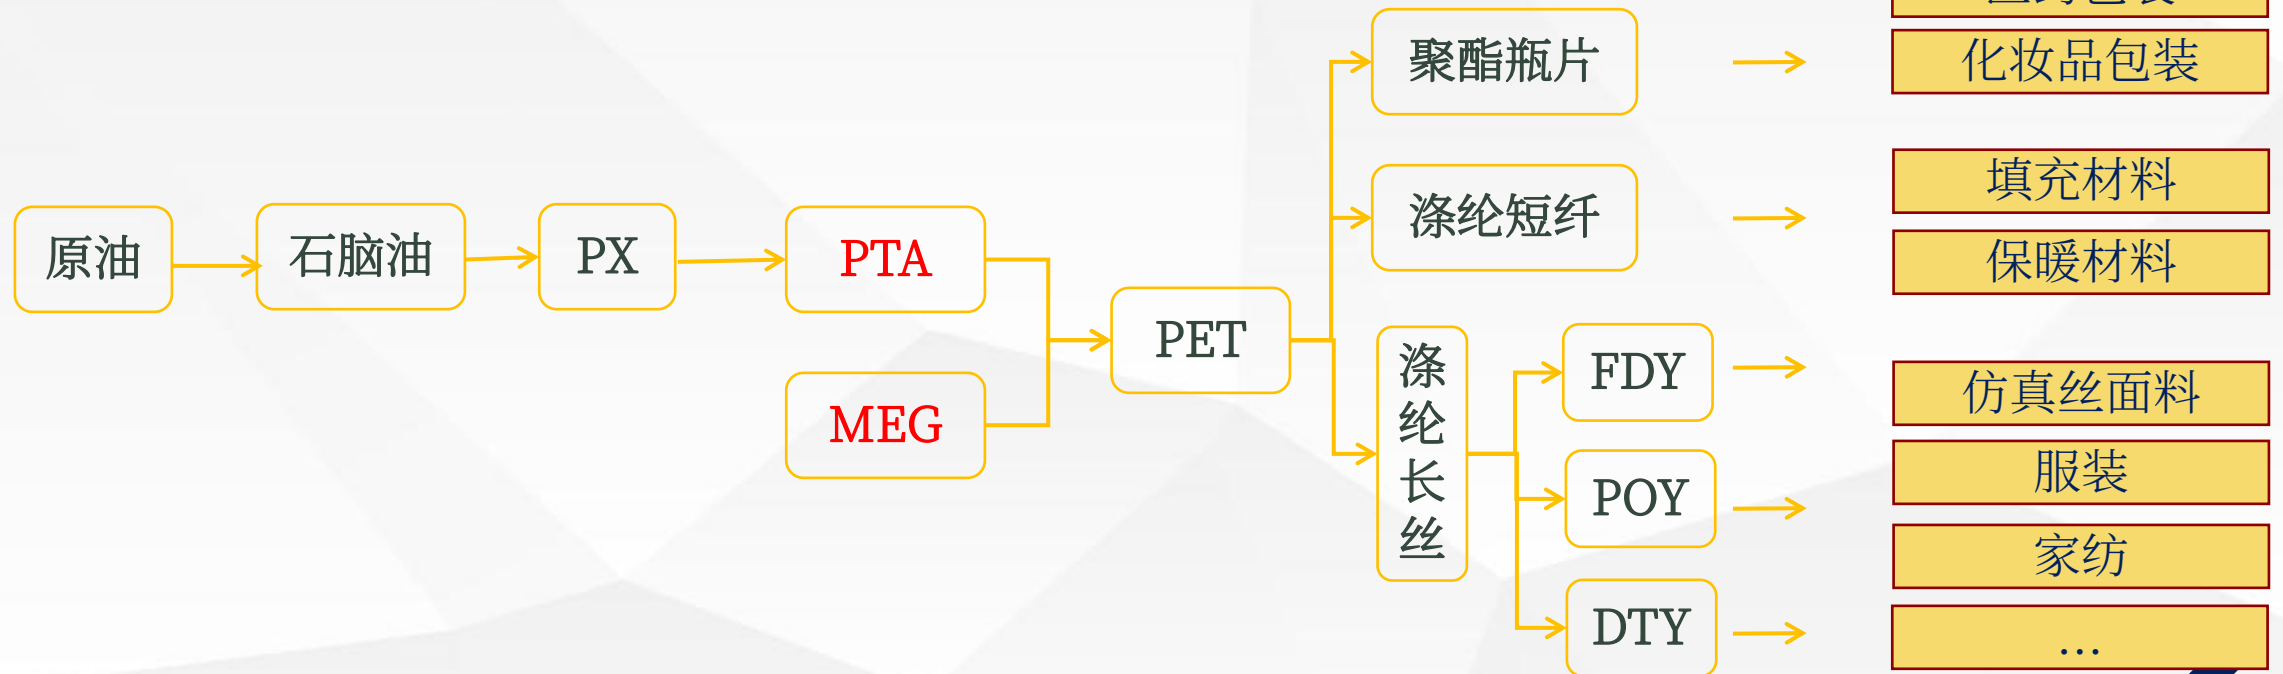 原油
石脑油
PX
PTA
MEG
PET
聚酯瓶片
涤纶短纤
涤纶长丝
FDY
POY
DTY
化妆品包装
填充材料
保暖材料
仿真丝面料
服装
家纺
...